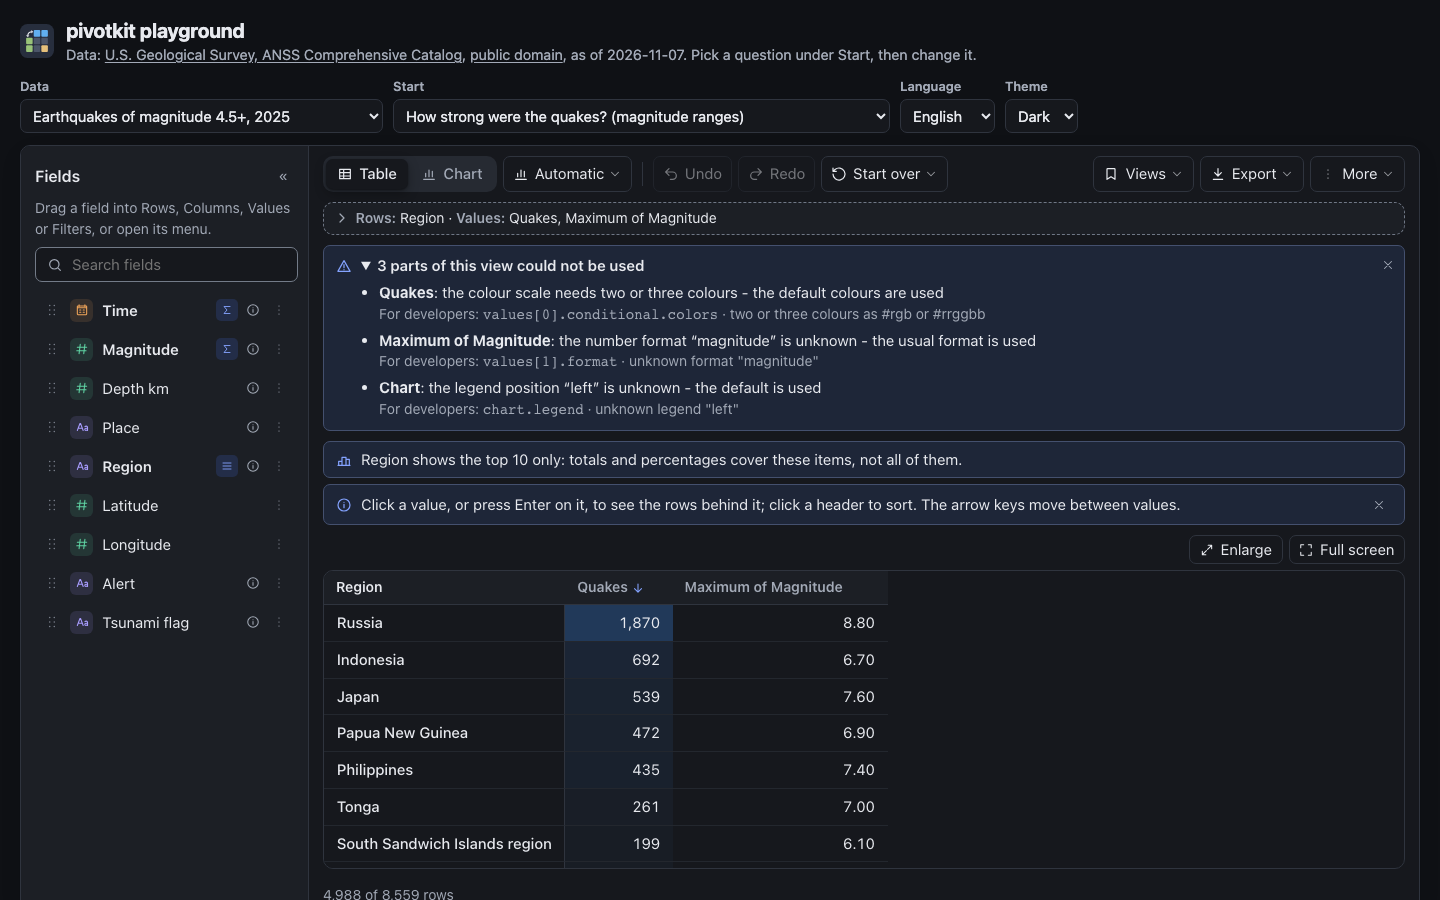 pivotkit playground
Data: U.S. Geological Survey, ANSS Comprehensive Catalog, public domain, as of 2026-11-07. Pick a question under Start, then change it.
Data
Start
Language
Theme
Earthquakes of magnitude 4.5+, 2025
How strong were the quakes? (magnitude ranges)
English
Dark
Fields
«
Drag a field into Rows, Columns, Values
or Filters, or open its menu.
Search fields
Time
Σ
# Magnitude
Σ
# Depth km
Aa Place
Aa Region
# Latitude
# Longitude
Aa Alert
Aa Tsunami flag
Table
Chart
Automatic
Undo
Redo
Start over
Views
Export
More
Rows: Region · Values: Quakes, Maximum of Magnitude
3 parts of this view could not be used
• Quakes: the colour scale needs two or three colours - the default colours are used
For developers: values[0].conditional.colors · two or three colours as #rgb or #rrggbb
• Maximum of Magnitude: the number format “magnitude” is unknown - the usual format is used
For developers: values[1].format · unknown format "magnitude"
• Chart: the legend position “left” is unknown - the default is used
For developers: chart.legend · unknown legend "left"
Region shows the top 10 only: totals and percentages cover these items, not all of them.
Click a value, or press Enter on it, to see the rows behind it; click a header to sort. The arrow keys move between values.
Enlarge
Full screen
Region Quakes ↓ Maximum of Magnitude
Russia 1,870 8.80
Indonesia 692 6.70
Japan 539 7.60
Papua New Guinea 472 6.90
Philippines 435 7.40
Tonga 261 7.00
South Sandwich Islands region 199 6.10
4,988 of 8,559 rows